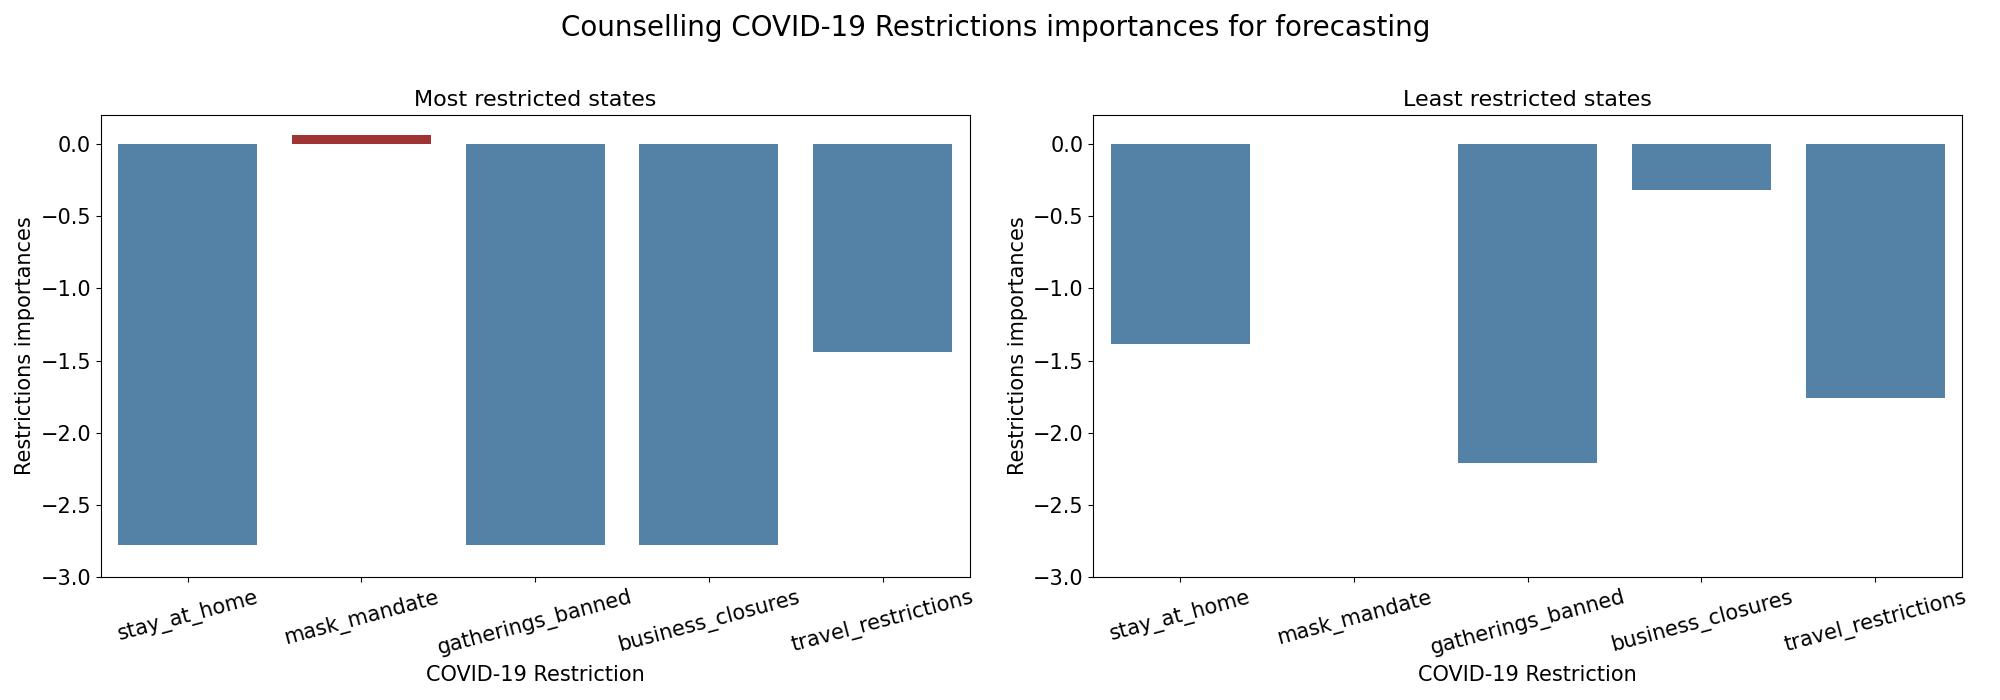 Counselling COVID-19 Restrictions importances for forecasting
Most restricted states
Restrictions importances
0.0
−0.5
−1.0
−1.5
−2.0
−2.5
−3.0
stay_at_home
mask_mandate
gatherings_banned
business_closures
travel_restrictions
COVID-19 Restriction
Least restricted states
Restrictions importances
0.0
−0.5
−1.0
−1.5
−2.0
−2.5
−3.0
stay_at_home
mask_mandate
gatherings_banned
business_closures
travel_restrictions
COVID-19 Restriction